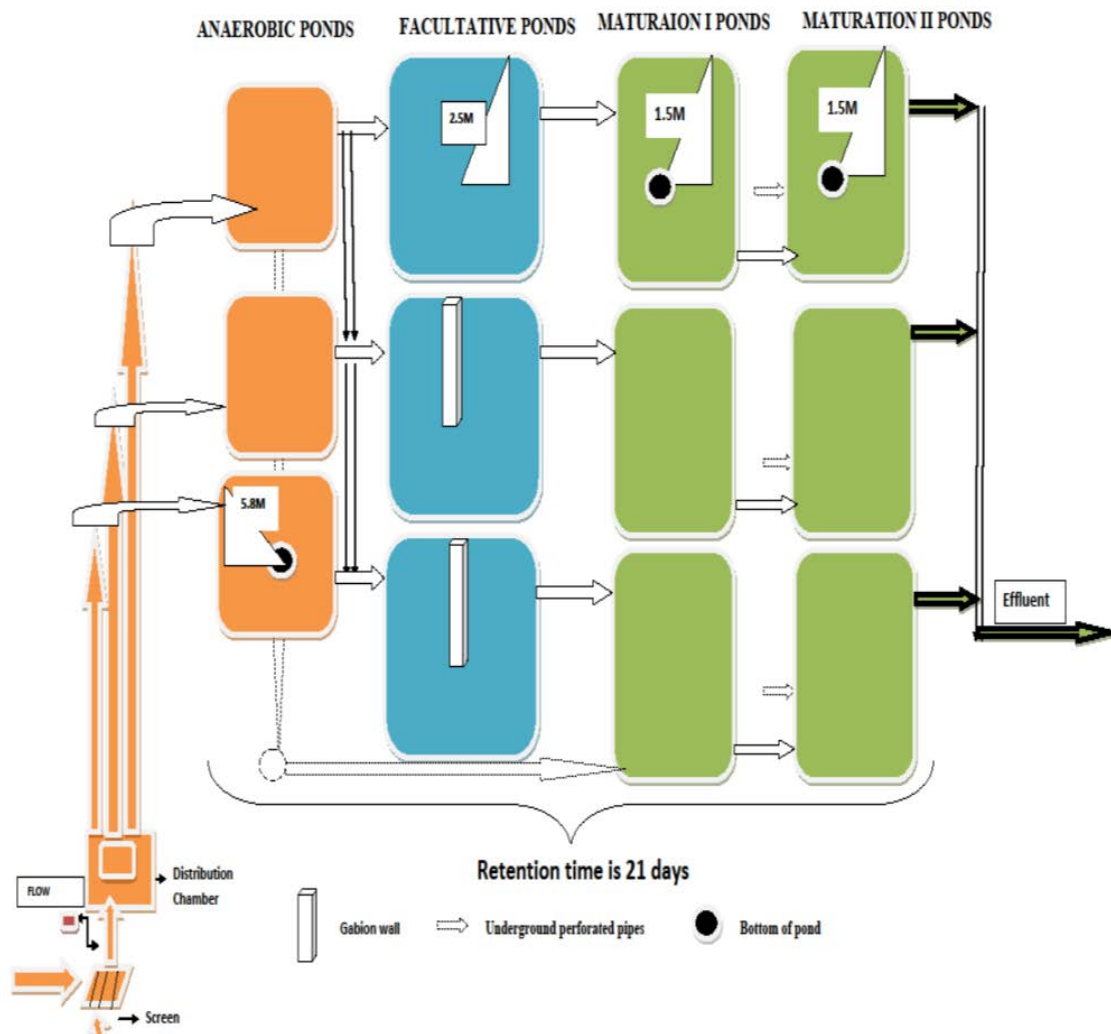 ANAEROBIC PONDS
FACULTATIVE PONDS
MATURAION I PONDS
MATURATION II PONDS
2.5M
1.5M
1.5M
5.8M
Effluent
Retention time is 21 days
Distribution
Chamber
FLOW
Gabion wall
Underground perforated pipes
Bottom of pond
Screen